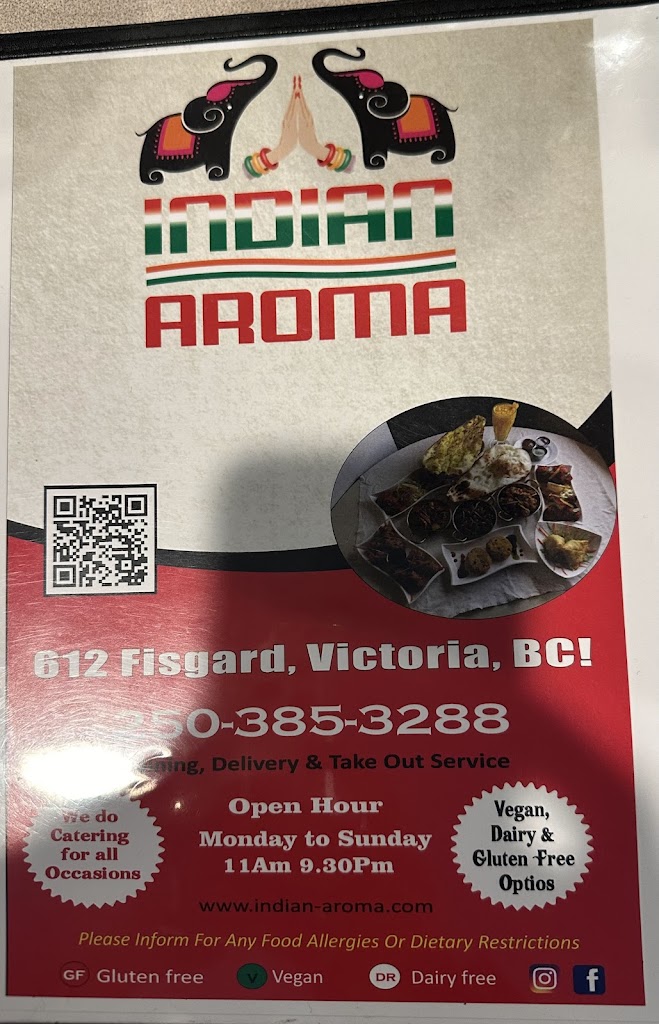 INDIAN
AROMA
612 Fisgard, Victoria, BC!
250-385-3288
Delivery & Take Out Service
We do
Catering
for all
Occasions
Open Hour
Monday to Sunday
11Am 9.30Pm
Vegan,
Dairy &
Gluten Free
Optios
www.indian-aroma.com
Please Inform For Any Food Allergies Or Dietary Restrictions
GF Gluten free V Vegan DR Dairy free